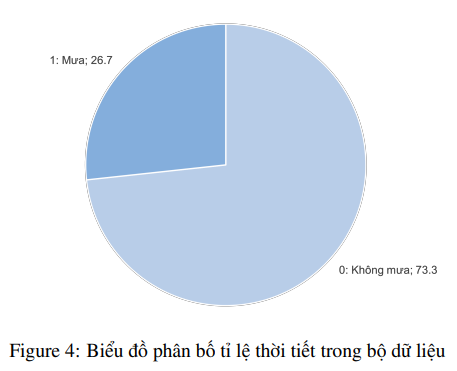 1: Mưa; 26.7
0: Không mưa; 73.3
Figure 4: Biểu đồ phân bố tỉ lệ thời tiết trong bộ dữ liệu